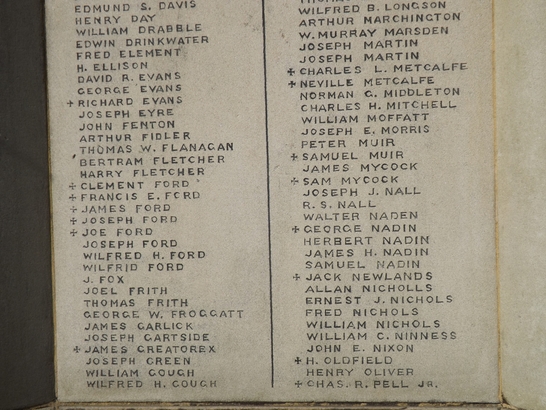 EDMUND S. DAVIS
HENRY DAY
WILLIAM DRABBLE
EDWIN DRINKWATER
FRED ELEMENT
H. ELLISON
DAVID R. EVANS
GEORGE EVANS
+ RICHARD EVANS
JOSEPH EYRE
JOHN FENTON
ARTHUR FIDLER
THOMAS W. FLANAGAN
BERTRAM FLETCHER
HARRY FLETCHER
+ CLEMENT FORD
+ FRANCIS E. FORD
+ JAMES FORD
+ JOSEPH FORD
+ JOE FORD
JOSEPH FORD
WILFRED H. FORD
WILFRID FORD
J. FOX
JOEL FRITH
THOMAS FRITH
GEORGE W. FROGGATT
JAMES GARLICK
JOSEPH GARTSIDE
+ JAMES GREATOREX
JOSEPH GREEN
WILLIAM GOUGH
WILFRED H. GOUGH
WILFRED B. LONGSON
ARTHUR MARCHINGTON
W. MURRAY MARSDEN
JOSEPH MARTIN
JOSEPH MARTIN
+ CHARLES L. METCALFE
+ NEVILLE METCALFE
NORMAN G. MIDDLETON
CHARLES H. MITCHELL
WILLIAM MOFFATT
JOSEPH E. MORRIS
PETER MUIR
+ SAMUEL MUIR
JAMES MYCOCK
+ SAM MYCOCK
JOSEPH J. NALL
R. S. NALL
WALTER NADEN
+ GEORGE NADIN
HERBERT NADIN
JAMES H. NADIN
SAMUEL NADIN
+ JACK NEWLANDS
ALLAN NICHOLLS
ERNEST J. NICHOLS
FRED NICHOLS
WILLIAM NICHOLS
WILLIAM C. NINNESS
JOHN E. NIXON
+ H. OLDFIELD
HENRY OLIVER
+ CHAS. R. PELL JR.